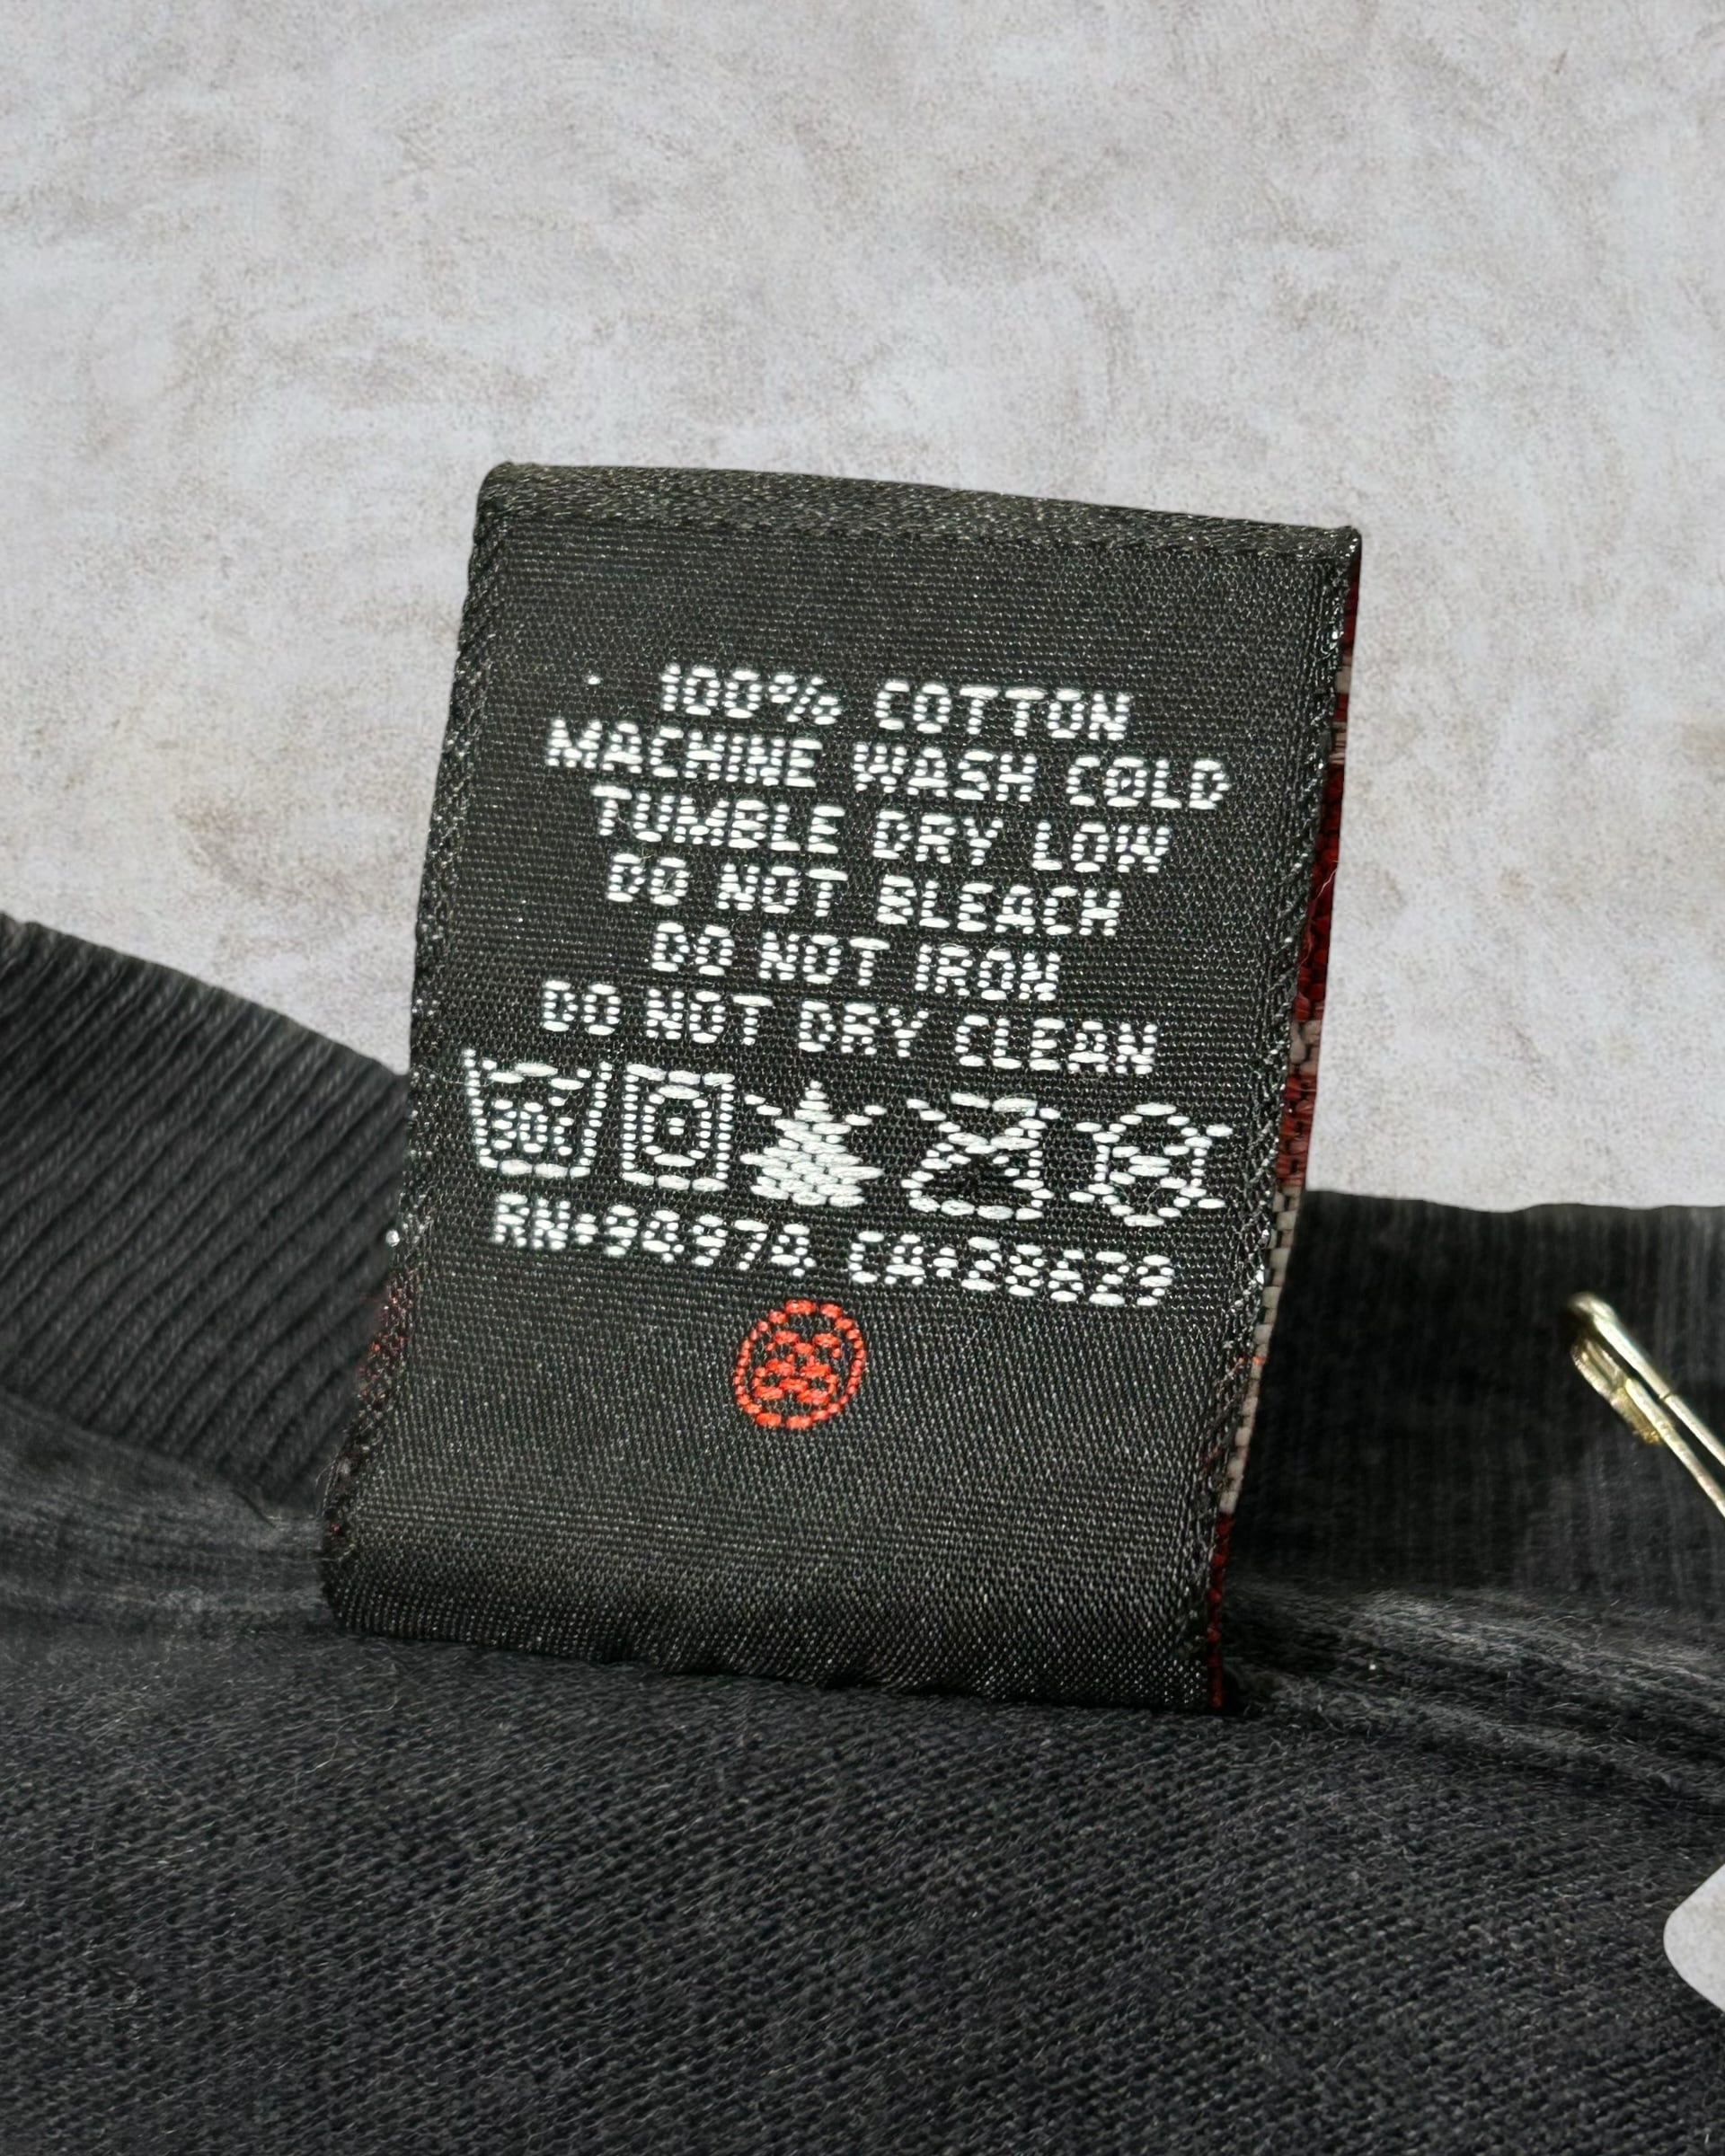 100% COTTON
MACHINE WASH COLD
TUMBLE DRY LOW
DO NOT BLEACH
DO NOT IRON
DO NOT DRY CLEAN
RN•94974 CA•28623